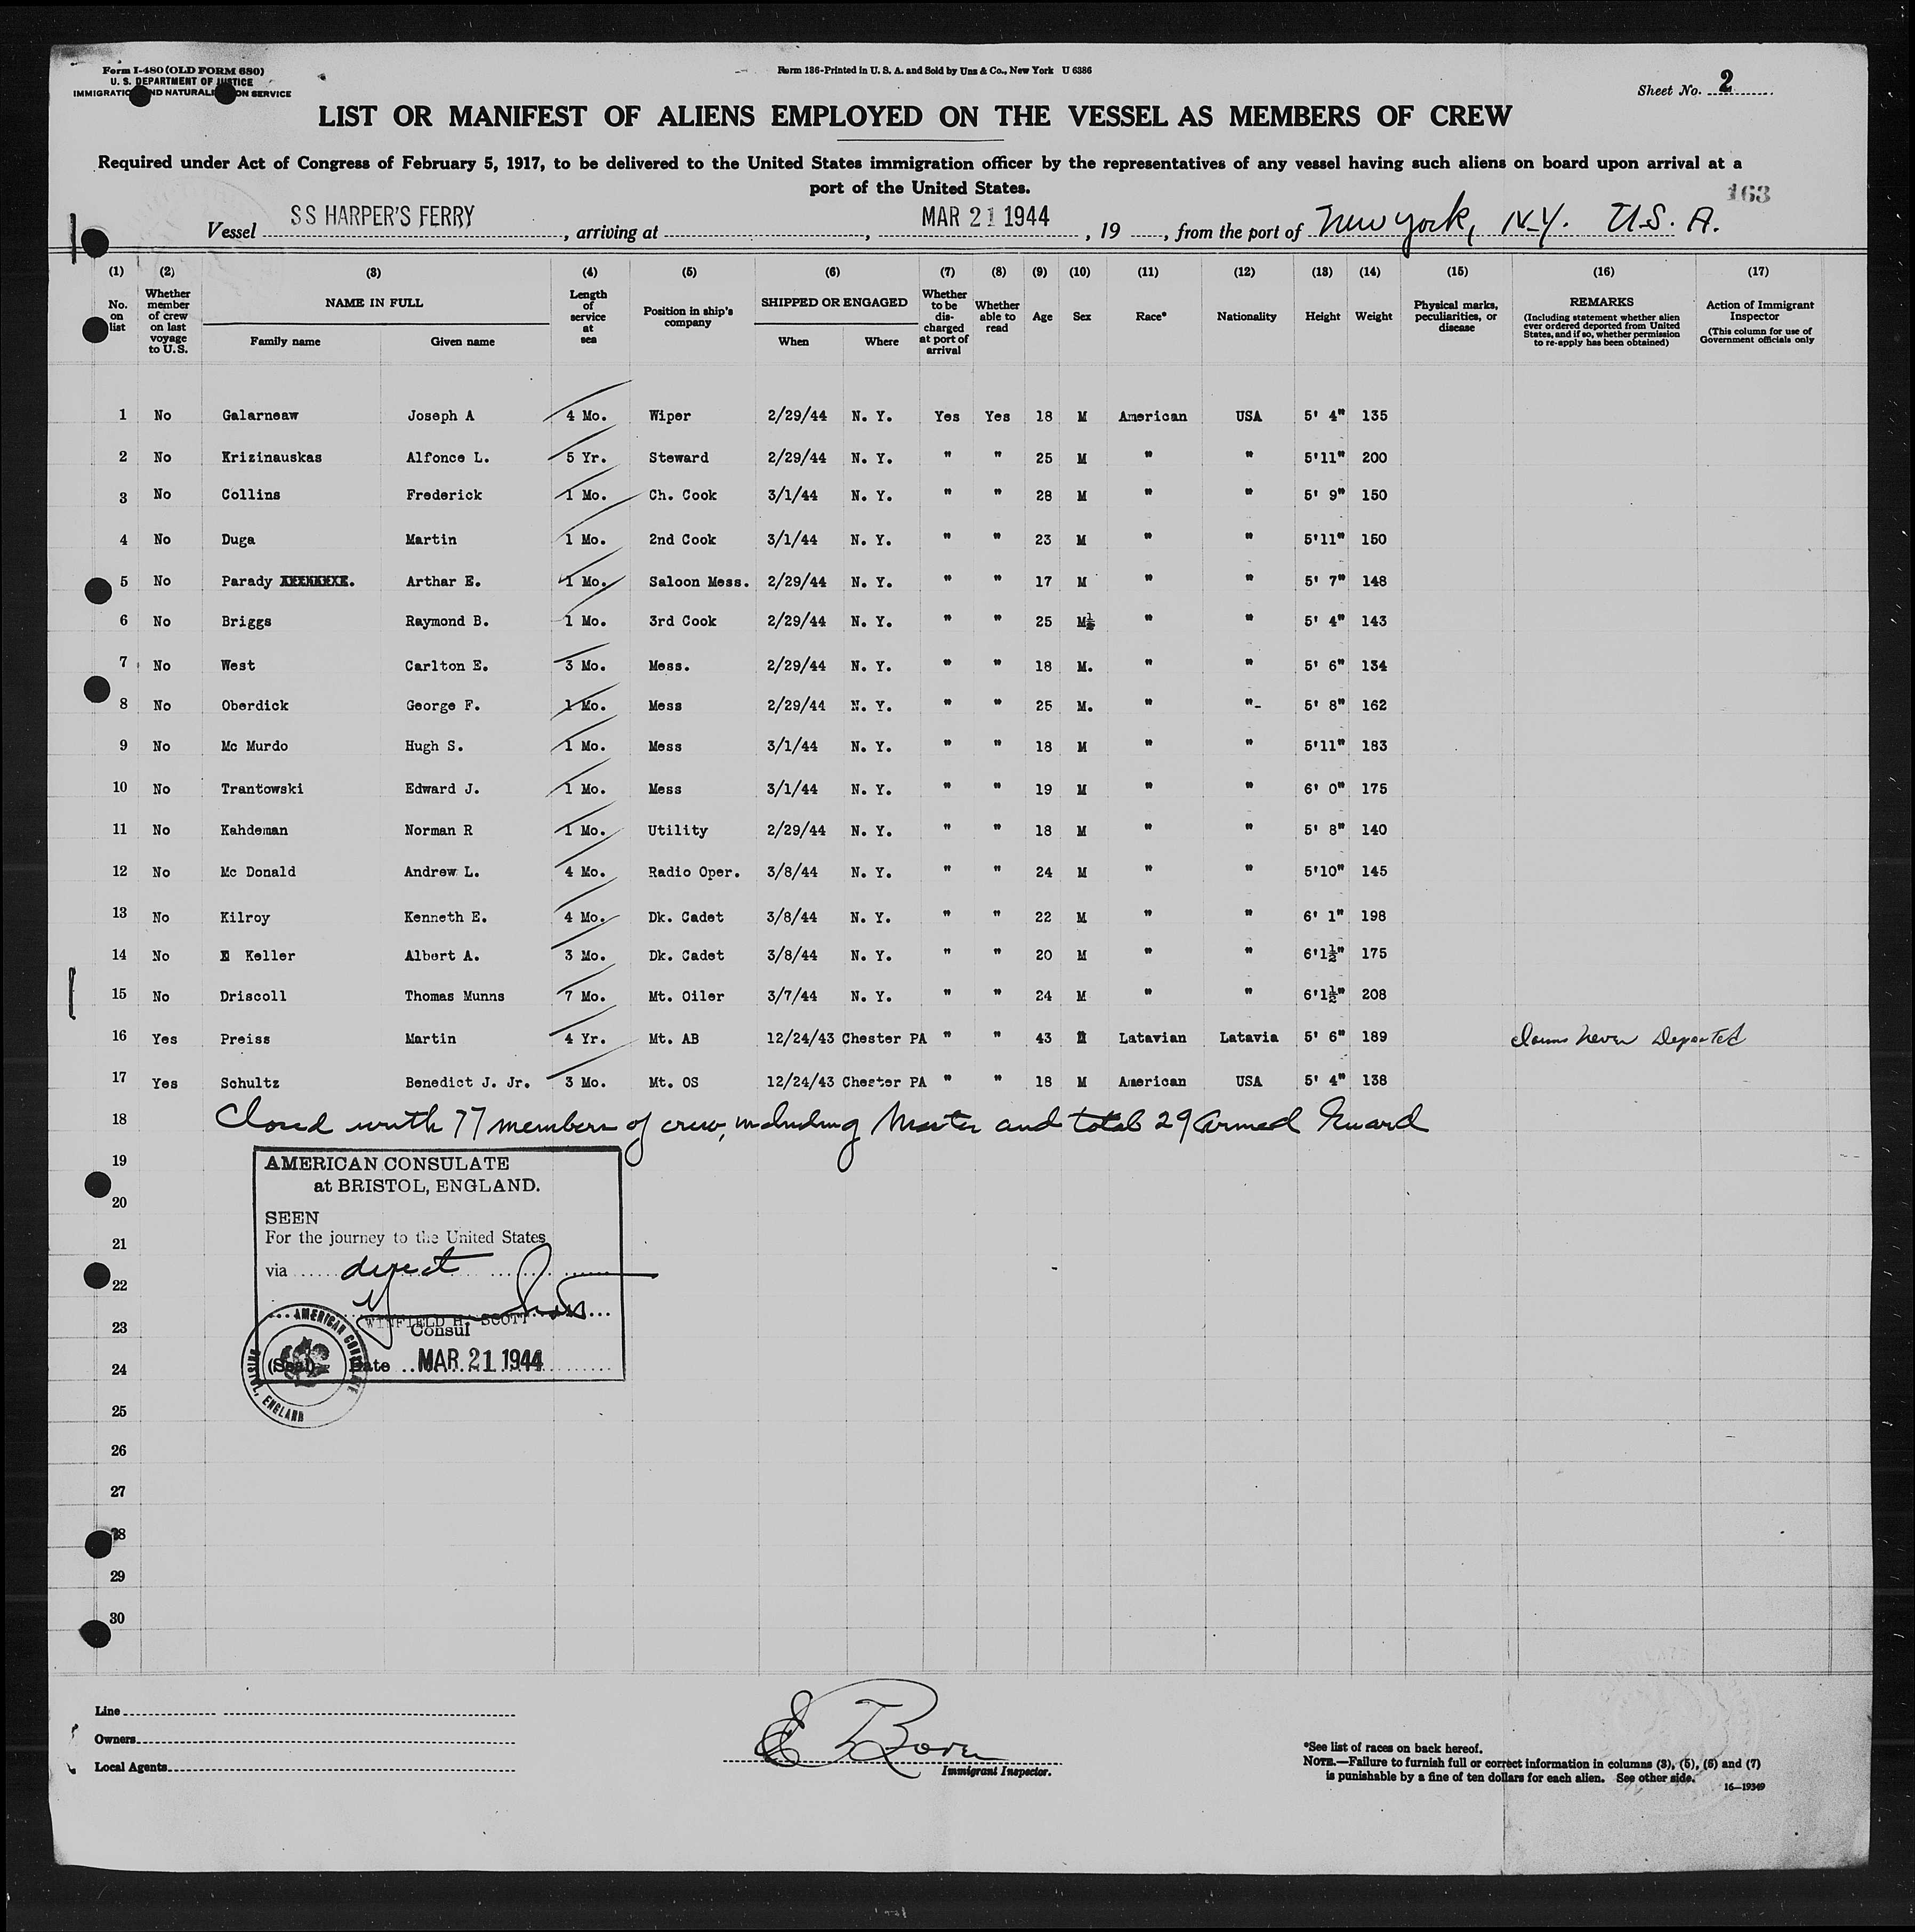 Form I-480 (OLD FORM 680)
U. S. DEPARTMENT OF JUSTICE
IMMIGRATION AND NATURALIZATION SERVICE
Form 136-Printed in U. S. A. and Sold by Unz & Co., New York U 6386
Sheet No. 2
LIST OR MANIFEST OF ALIENS EMPLOYED ON THE VESSEL AS MEMBERS OF CREW
Required under Act of Congress of February 5, 1917, to be delivered to the United States immigration officer by the representatives of any vessel having such aliens on board upon arrival at a
port of the United States.
163
Vessel SS HARPER'S FERRY, arriving at , MAR 21 1944, 19 , from the port of New York, N.Y. U.S.A.
(1) (2) (3) (4) (5) (6) (7) (8) (9) (10) (11) (12) (13) (14) (15) (16) (17)
No. on list
Whether member of crew on last voyage to U.S.
NAME IN FULL
Family name Given name
Length of service at sea
Position in ship's company
SHIPPED OR ENGAGED
When Where
Whether to be discharged at port of arrival
Whether able to read
Age
Sex
Race*
Nationality
Height
Weight
Physical marks, peculiarities, or disease
REMARKS
(Including statement whether alien ever ordered deported from United States, and if so, whether permission to re-apply has been obtained)
Action of Immigrant Inspector
(This column for use of Government officials only
1 No Galarneaw Joseph A 4 Mo. Wiper 2/29/44 N. Y. Yes Yes 18 M American USA 5' 4" 135
2 No Krizinauskas Alfonce L. 5 Yr. Steward 2/29/44 N. Y. " " 25 M " " 5'11" 200
3 No Collins Frederick 1 Mo. Ch. Cook 3/1/44 N. Y. " " 28 M " " 5' 9" 150
4 No Duga Martin 1 Mo. 2nd Cook 3/1/44 N. Y. " " 23 M " " 5'11" 150
5 No Parady Arthar E. 1 Mo. Saloon Mess. 2/29/44 N. Y. " " 17 M " " 5' 7" 148
6 No Briggs Raymond B. 1 Mo. 3rd Cook 2/29/44 N. Y. " " 25 M½ " " 5' 4" 143
7 No West Carlton E. 3 Mo. Mess. 2/29/44 N. Y. " " 18 M. " " 5' 6" 134
8 No Oberdick George F. 1 Mo. Mess 2/29/44 N. Y. " " 25 M. " "- 5' 8" 162
9 No Mc Murdo Hugh S. 1 Mo. Mess 3/1/44 N. Y. " " 18 M " " 5'11" 183
10 No Trantowski Edward J. 1 Mo. Mess 3/1/44 N. Y. " " 19 M " " 6' 0" 175
11 No Kahdeman Norman R 1 Mo. Utility 2/29/44 N. Y. " " 18 M " " 5' 8" 140
12 No Mc Donald Andrew L. 4 Mo. Radio Oper. 3/8/44 N. Y. " " 24 M " " 5'10" 145
13 No Kilroy Kenneth E. 4 Mo. Dk. Cadet 3/8/44 N. Y. " " 22 M " " 6' 1" 198
14 No Keller Albert A. 3 Mo. Dk. Cadet 3/8/44 N. Y. " " 20 M " " 6'1½" 175
15 No Driscoll Thomas Munns 7 Mo. Mt. Oiler 3/7/44 N. Y. " " 24 M " " 6'1½" 208
16 Yes Preiss Martin 4 Yr. Mt. AB 12/24/43 Chester PA " " 43 M Latavian Latavia 5' 6" 189 Claims never Deported
17 Yes Schultz Benedict J. Jr. 3 Mo. Mt. OS 12/24/43 Chester PA " " 18 M American USA 5' 4" 138
18 Closed with 77 members of crew, including Master and total 29 Armed Guard
19
20
21
22
23
24
25
26
27
28
29
30
AMERICAN CONSULATE
at BRISTOL, ENGLAND.
SEEN
For the journey to the United States
via direct
WINFIELD H. SCOTT
Consul
(Seal) Date MAR. 21 1944
AMERICAN CONSULATE BRISTOL, ENGLAND
Line
Owners
Local Agents
Immigrant Inspector.
*See list of races on back hereof.
NOTE.—Failure to furnish full or correct information in columns (3), (5), (6) and (7)
is punishable by a fine of ten dollars for each alien. See other side.
16—19349